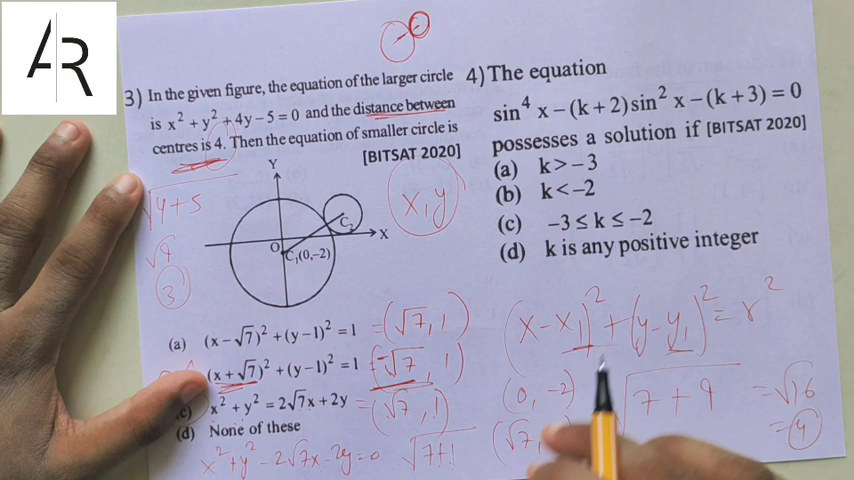 AR
3) In the given figure, the equation of the larger circle
is x² + y² + 4y – 5 = 0 and the distance between
centres is 4. Then the equation of smaller circle is
[BITSAT 2020]
Y
X
O
C₁(0,–2)
C₂
√4+5
√9
3
x, y
(a) (x – √7)² + (y – 1)² = 1 = (√7, 1)
(x + √7)² + (y – 1)² = 1 = (–√7, 1)
c) x² + y² = 2√7x + 2y = (√7, 1)
(d) None of these
x² + y² – 2√7x – 2y = 0 √7+1
4) The equation
sin⁴ x – (k + 2) sin² x – (k + 3) = 0
possesses a solution if [BITSAT 2020]
(a) k > – 3
(b) k < – 2
(c) –3 ≤ k ≤ –2
(d) k is any positive integer
(x – x₁)² + (y – y₁)² = r²
(0, –2) √7 + 9 = √16
(√7, = 4